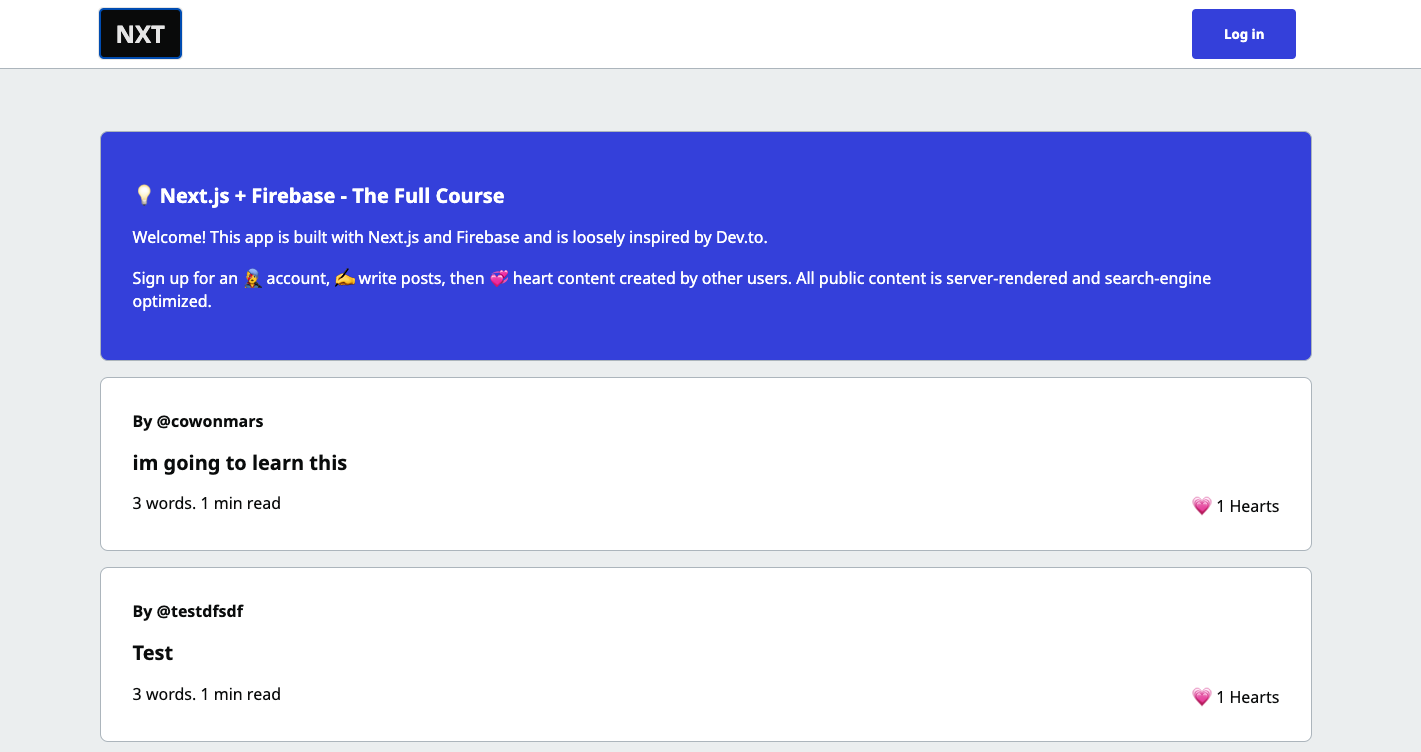 NXT
Log in
💡 Next.js + Firebase - The Full Course
Welcome! This app is built with Next.js and Firebase and is loosely inspired by Dev.to.
Sign up for an 👩‍🎤 account, ✍️ write posts, then 💞 heart content created by other users. All public content is server-rendered and search-engine
optimized.
By @cowonmars
im going to learn this
3 words. 1 min read
💗 1 Hearts
By @testdfsdf
Test
3 words. 1 min read
💗 1 Hearts